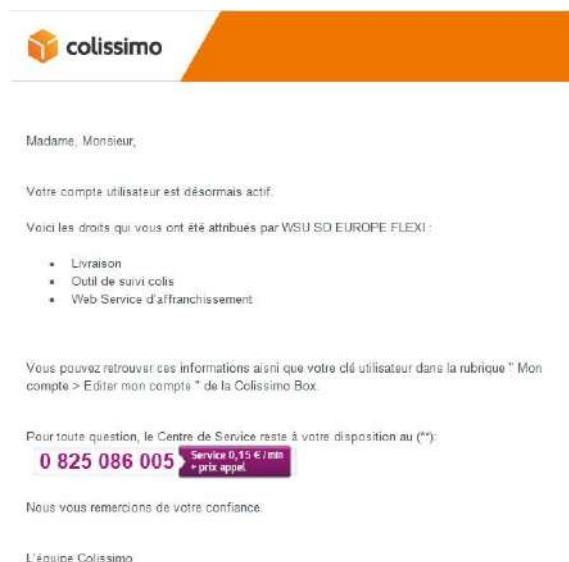 colissimo
Madame, Monsieur,
Votre compte utilisateur est désormais actif.
Voici les droits qui vous ont été attribués par WSU SD EUROPE FLEXI :
• Livraison
• Outil de suivi colis
• Web Service d'affranchissement
Vous pouvez retrouver ces informations aisni que votre clé utilisateur dans la rubrique " Mon
compte > Editer mon compte " de la Colissimo Box.
Pour toute question, le Centre de Service reste à votre disposition au (**):
0 825 086 005 Service 0,15 € / min
+ prix appel
Nous vous remercions de votre confiance.
L'équipe Colissimo